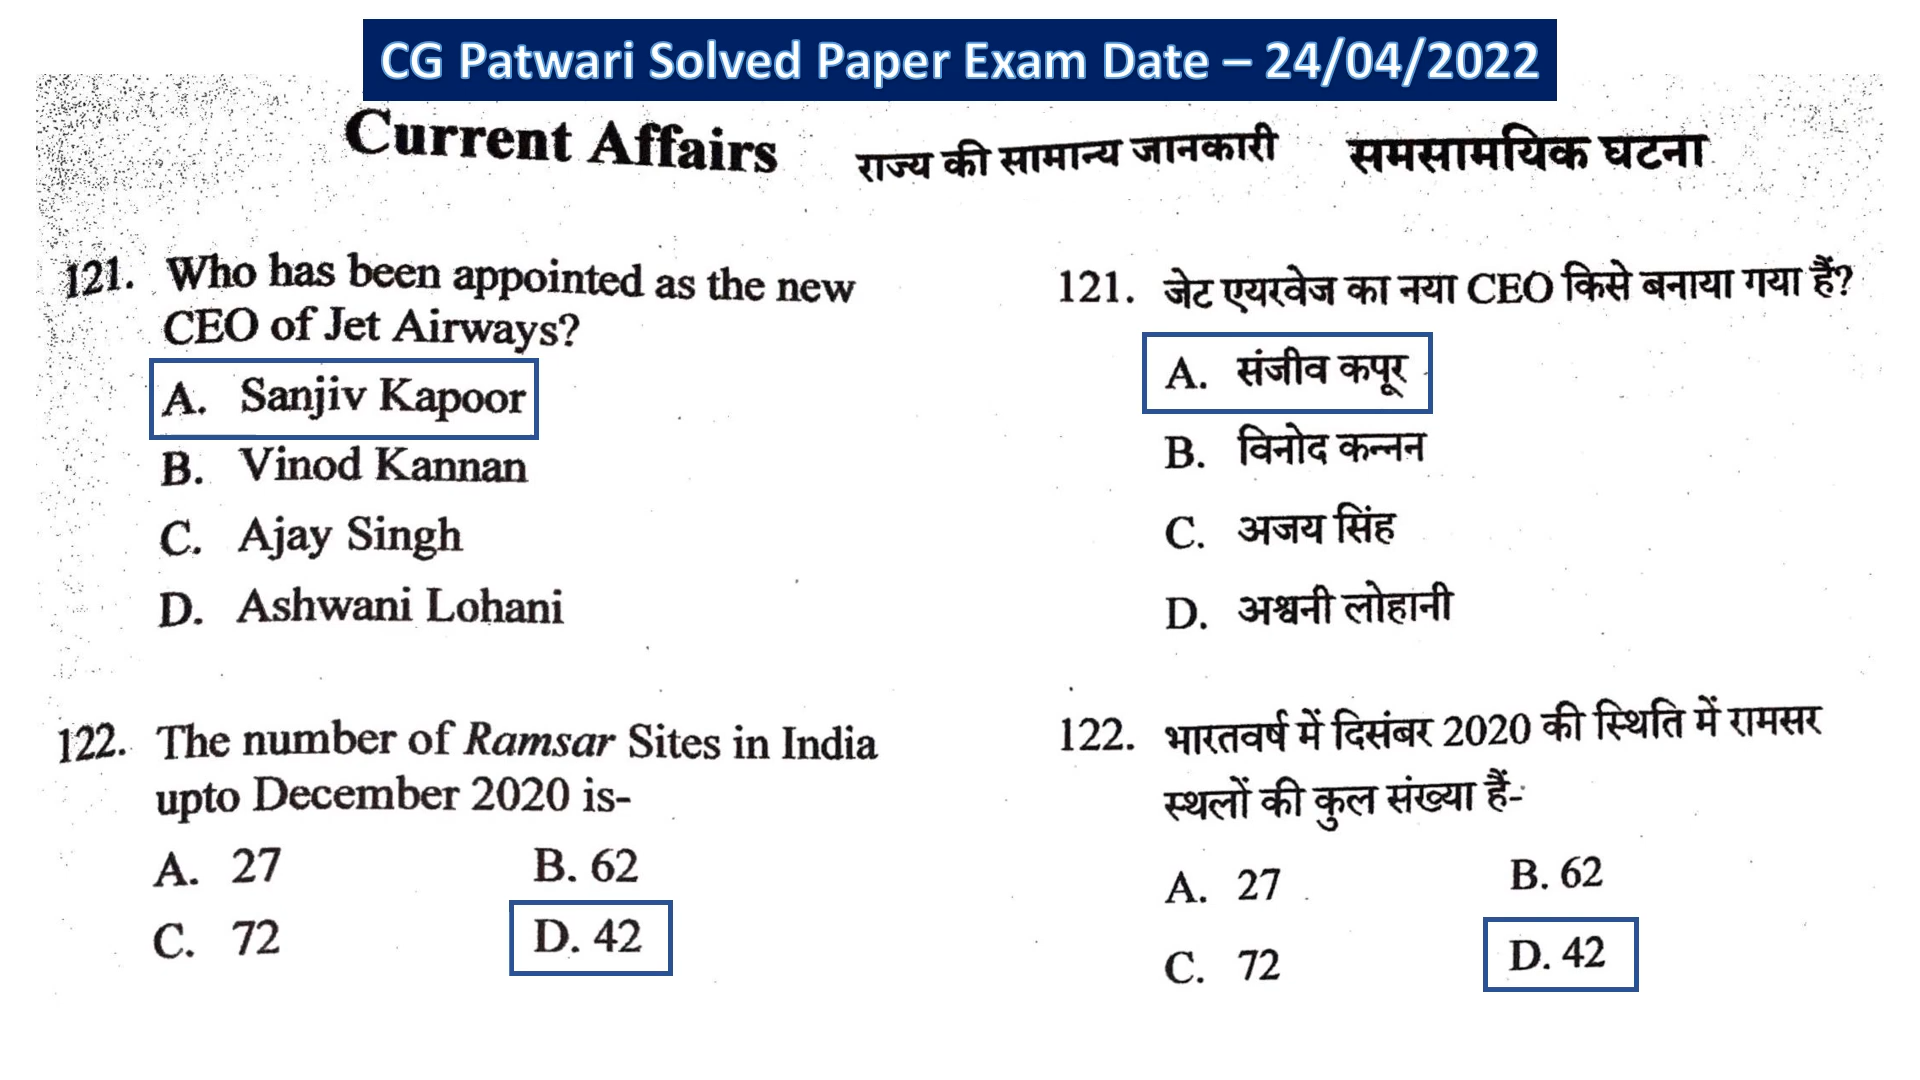 CG Patwari Solved Paper Exam Date – 24/04/2022
Current Affairs राज्य की सामान्य जानकारी समसामयिक घटना
121. Who has been appointed as the new
CEO of Jet Airways?
A. Sanjiv Kapoor
B. Vinod Kannan
C. Ajay Singh
D. Ashwani Lohani
122. The number of Ramsar Sites in India
upto December 2020 is-
A. 27 B. 62
C. 72 D. 42
121. जेट एयरवेज का नया CEO किसे बनाया गया हैं?
A. संजीव कपूर
B. विनोद कन्नन
C. अजय सिंह
D. अश्वनी लोहानी
122. भारतवर्ष में दिसंबर 2020 की स्थिति में रामसर
स्थलों की कुल संख्या हैं-
A. 27 B. 62
C. 72 D. 42